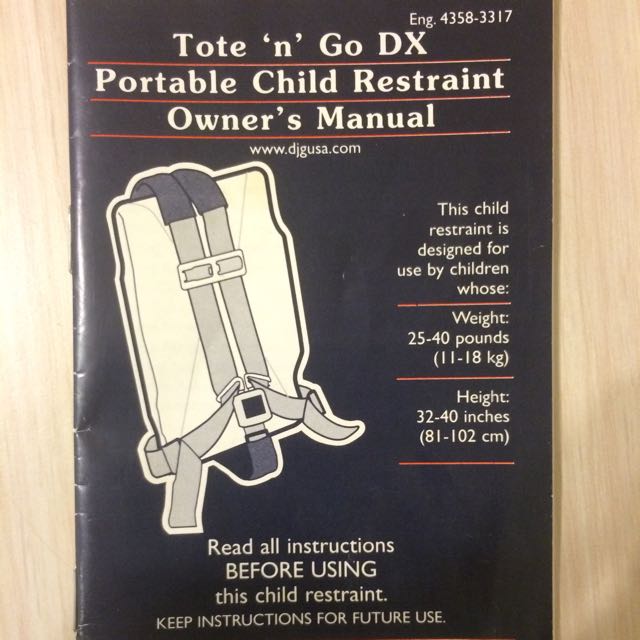 Eng. 4358-3317
Tote 'n' Go DX
Portable Child Restraint
Owner's Manual
www.djgusa.com
This child
restraint is
designed for
use by children
whose:
Weight:
25-40 pounds
(11-18 kg)
Height:
32-40 inches
(81-102 cm)
Read all instructions
BEFORE USING
this child restraint.
KEEP INSTRUCTIONS FOR FUTURE USE.